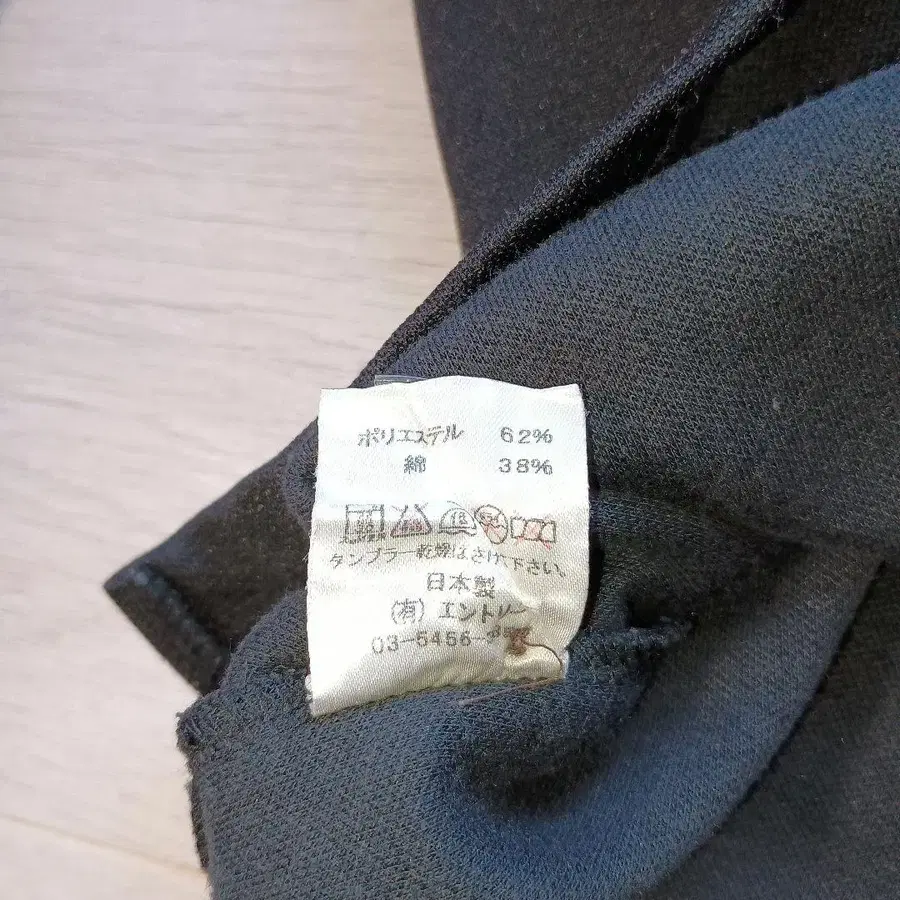 ポリエステル 62%
綿 38%
タンブラー乾燥はさけて下さい。
日本製
(有) エントリー
03-5456-